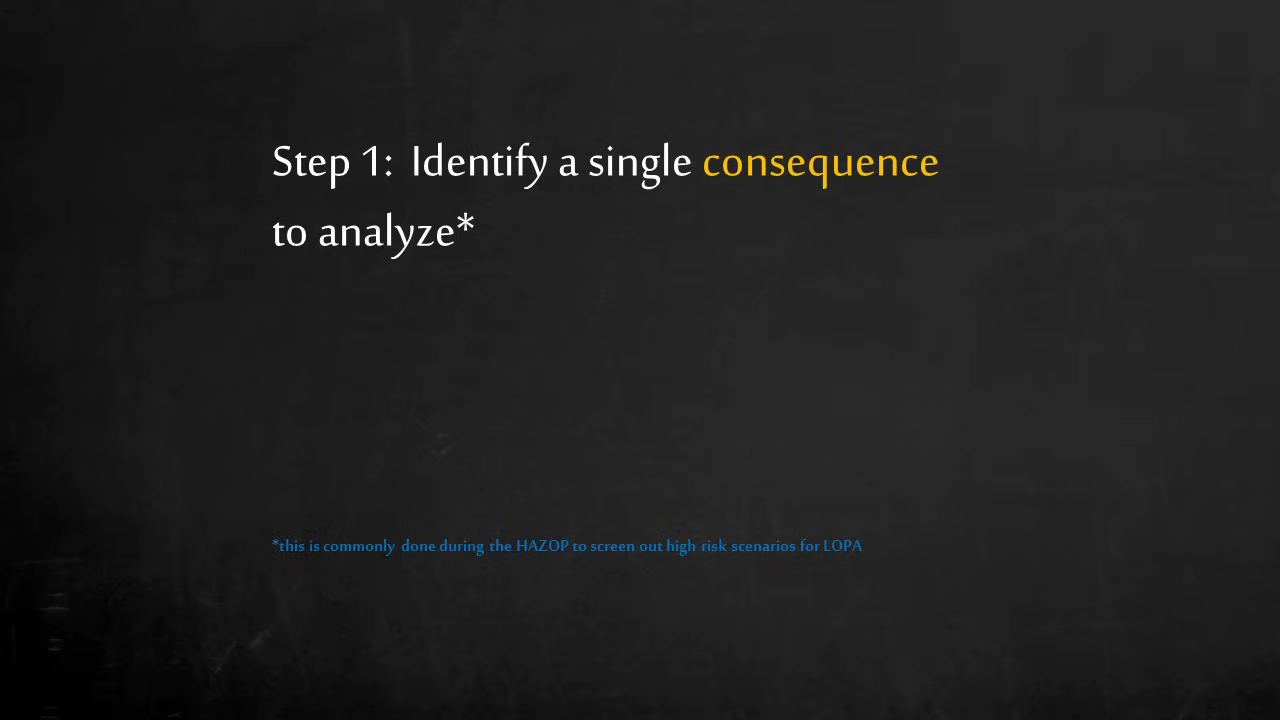 Step 1: Identify a single consequence
to analyze*
*this is commonly done during the HAZOP to screen out high risk scenarios for LOPA